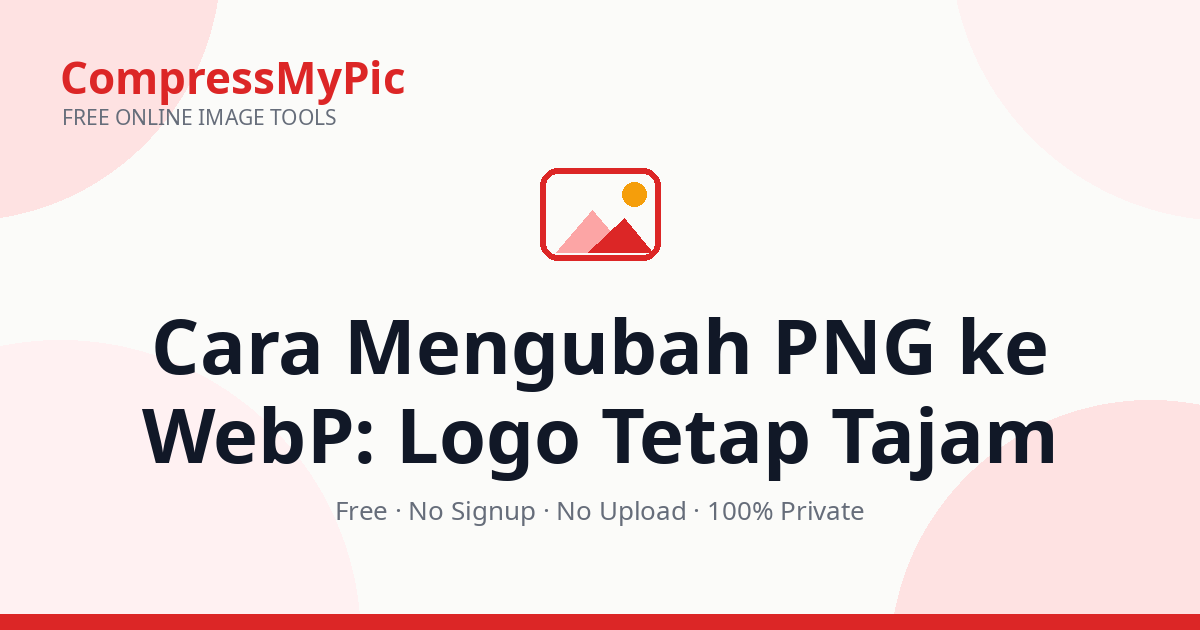 CompressMyPic
FREE ONLINE IMAGE TOOLS
Cara Mengubah PNG ke
WebP: Logo Tetap Tajam
Free · No Signup · No Upload · 100% Private